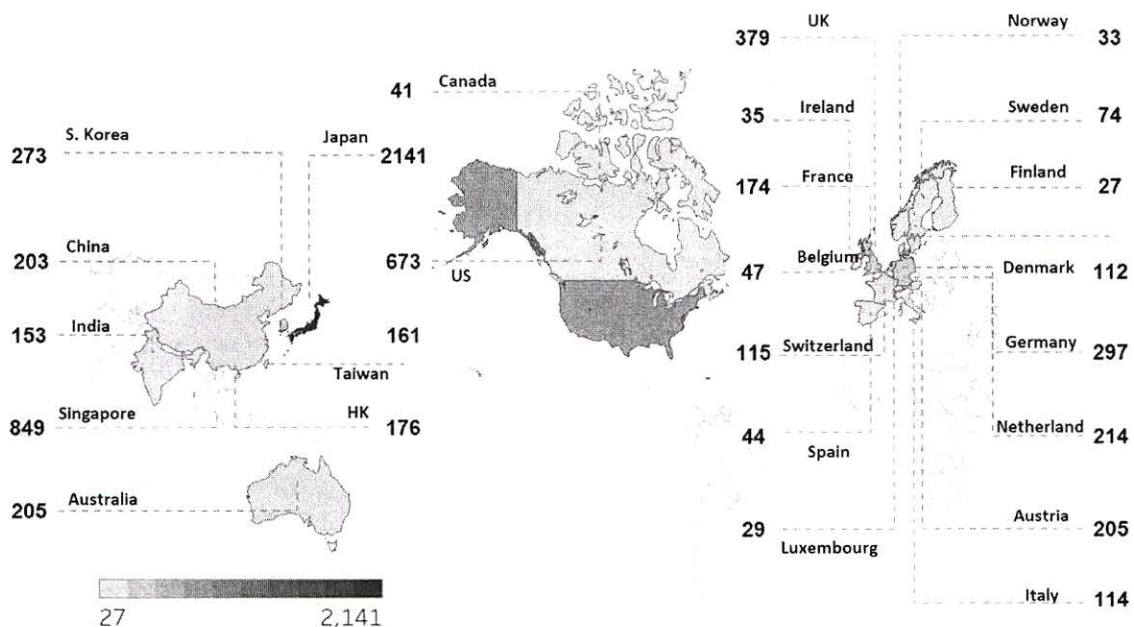 UK
379
Norway
33
Canada
41
Ireland
35
Sweden
74
S. Korea
273
Japan
2141
France
174
Finland
27
China
203
673
US
Belgium
47
Denmark
112
India
153
161
Taiwan
Switzerland
115
Germany
297
Singapore
849
HK
176
44
Spain
Netherland
214
Australia
205
29
Luxembourg
Austria
205
27
2,141
Italy
114